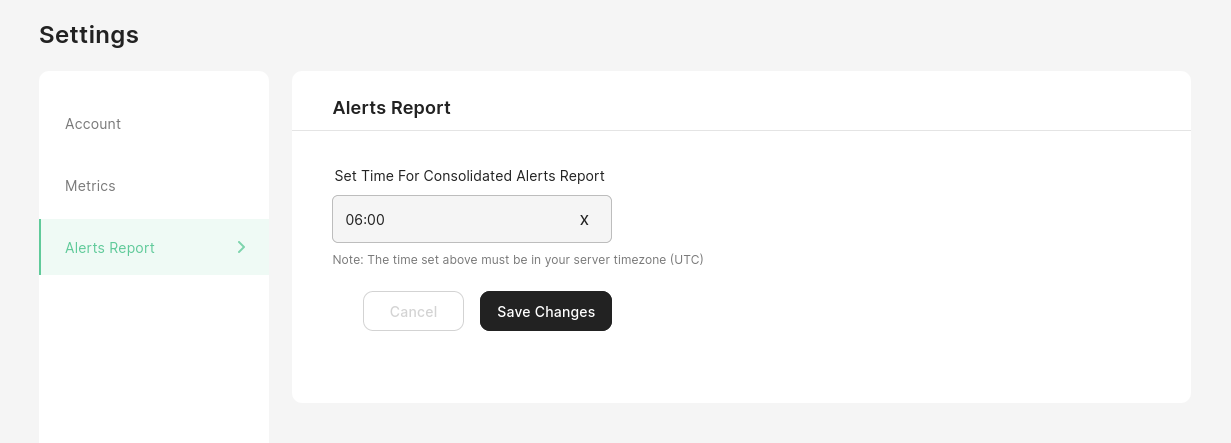 Settings
Account
Metrics
Alerts Report
Alerts Report
Set Time For Consolidated Alerts Report
06:00 X
Note: The time set above must be in your server timezone (UTC)
Cancel Save Changes